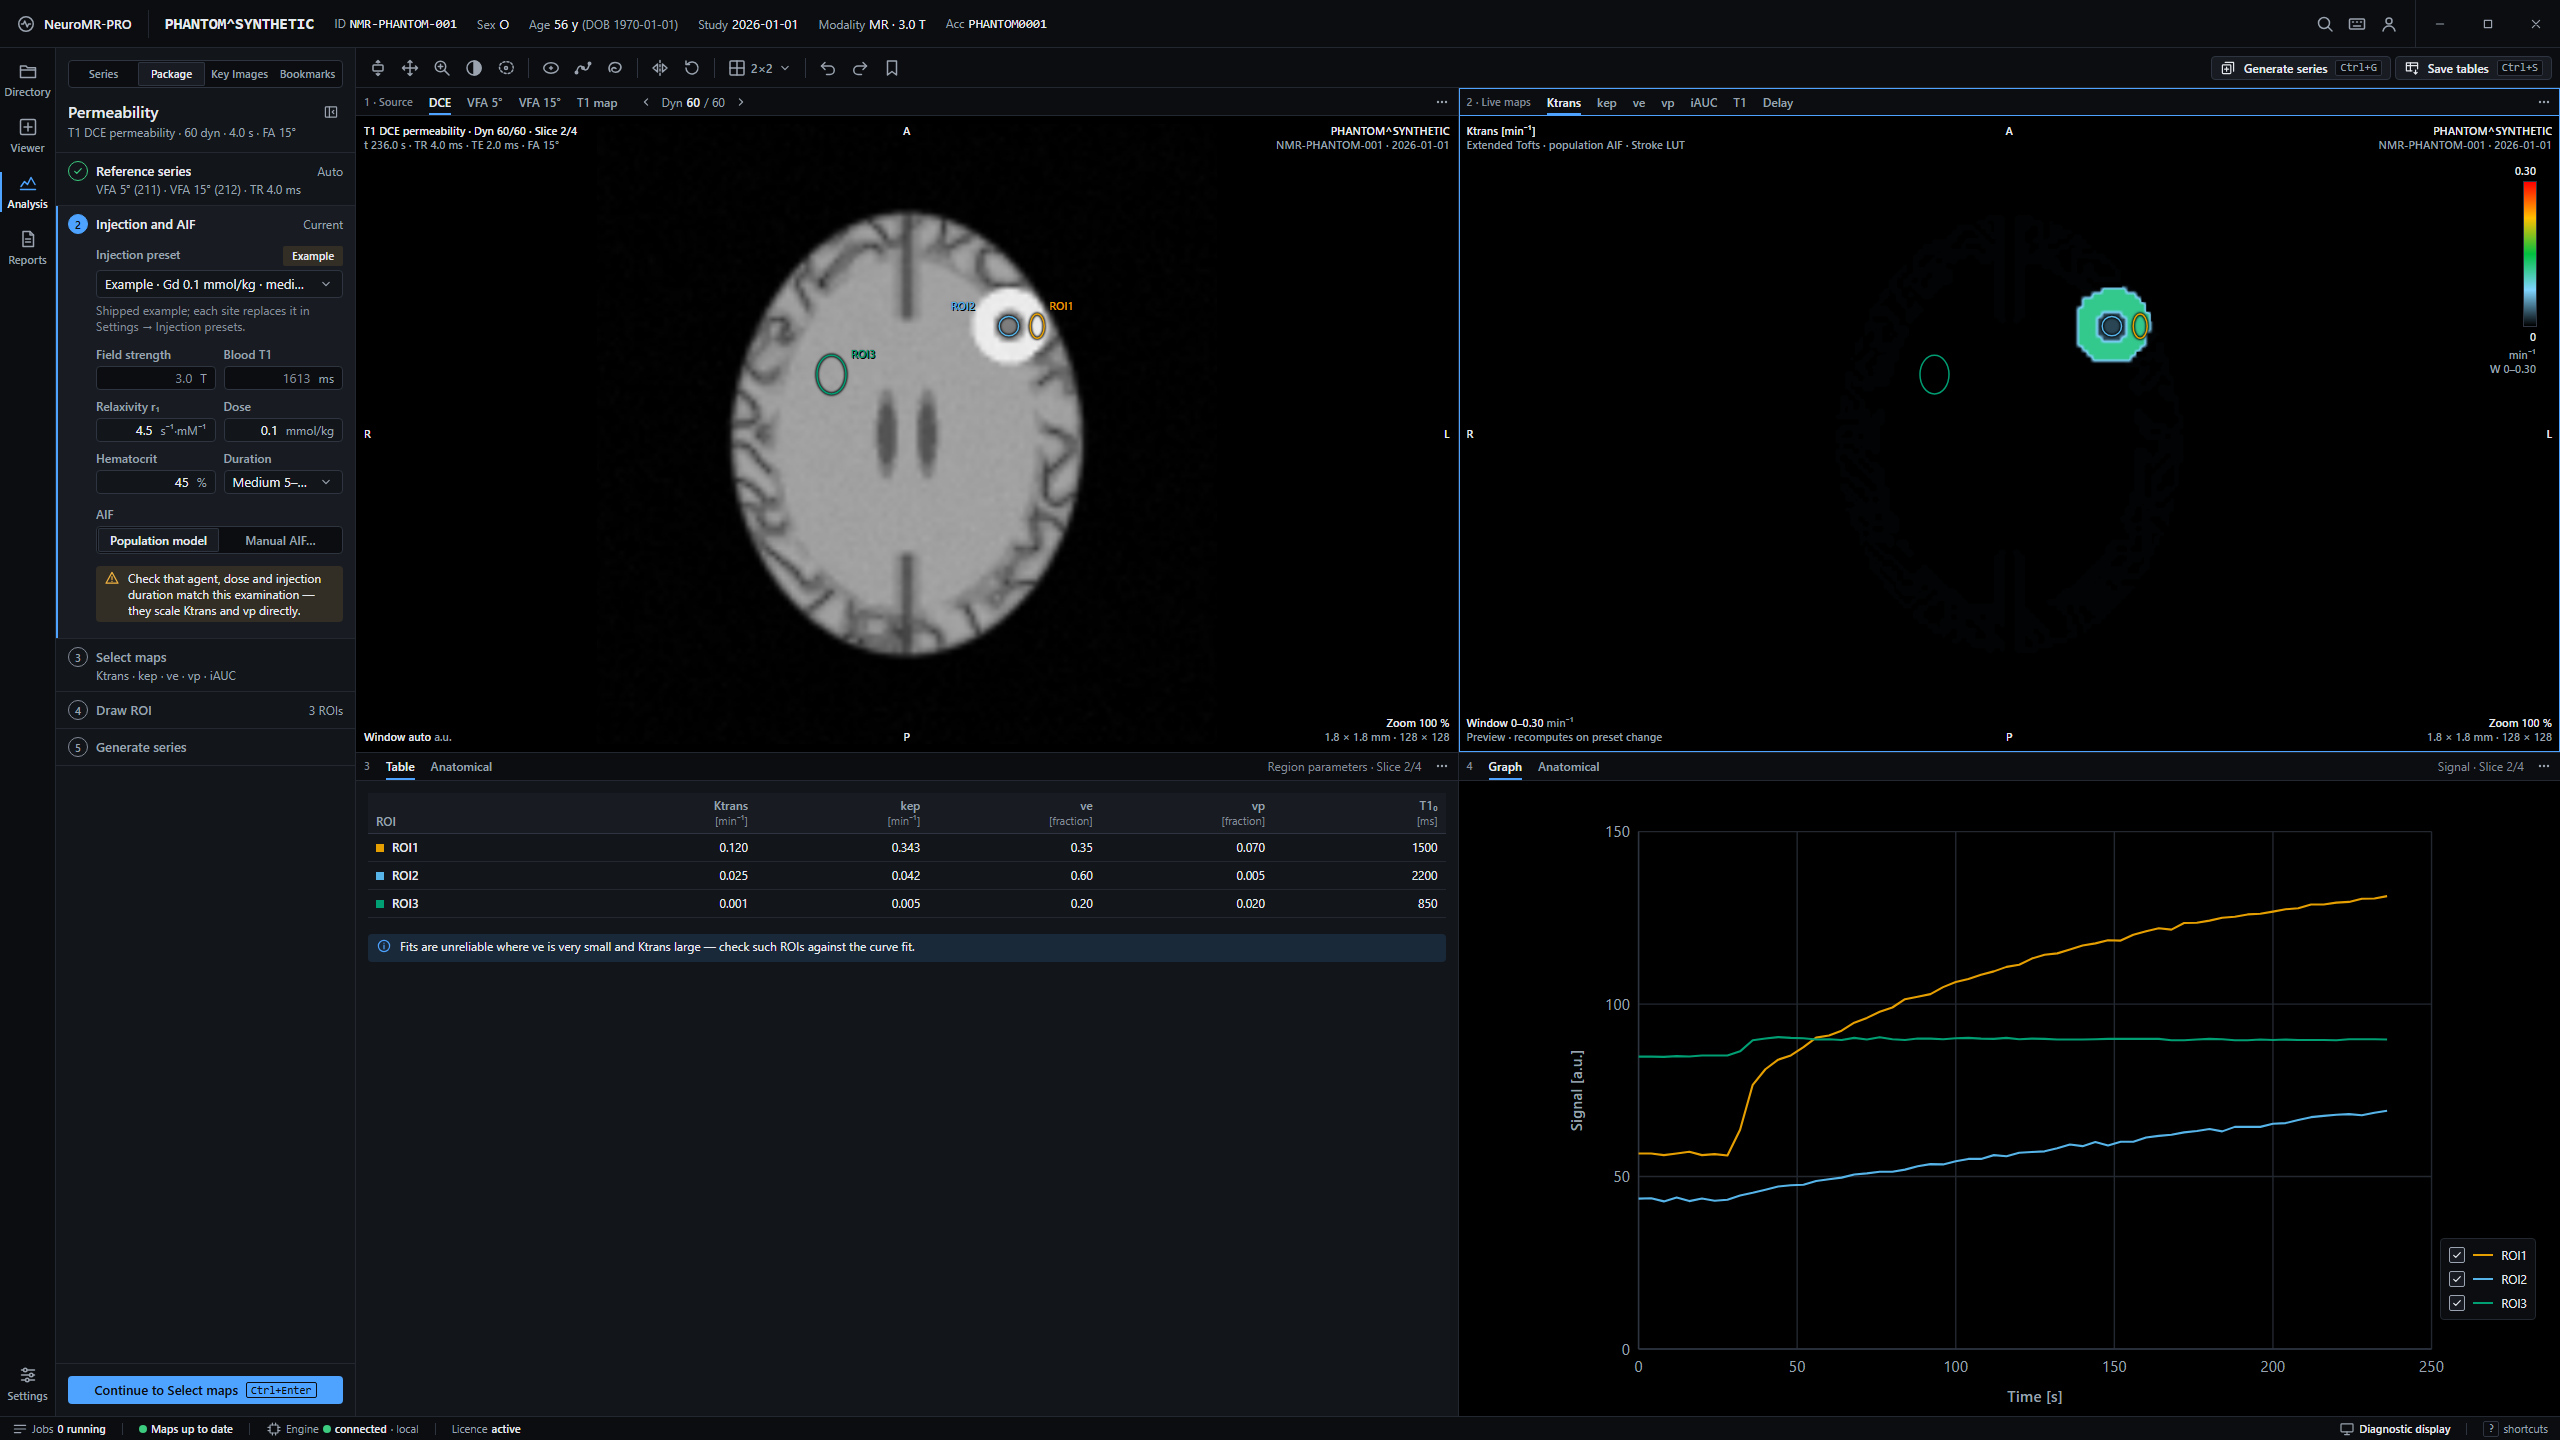 NeuroMR-PRO
PHANTOM^SYNTHETIC
ID NMR-PHANTOM-001
Sex O
Age 56 y (DOB 1970-01-01)
Study 2026-01-01
Modality MR · 3.0 T
Acc PHANTOM0001
Directory
Viewer
Analysis
Reports
Settings
Series
Package
Key Images
Bookmarks
Permeability
T1 DCE permeability · 60 dyn · 4.0 s · FA 15°
Reference series
Auto
VFA 5° (211) · VFA 15° (212) · TR 4.0 ms
2
Injection and AIF
Current
Injection preset
Example
Example · Gd 0.1 mmol/kg · medi...
Shipped example; each site replaces it in
Settings → Injection presets.
Field strength
Blood T1
3.0 T
1613 ms
Relaxivity r₁
Dose
4.5 s⁻¹·mM⁻¹
0.1 mmol/kg
Hematocrit
Duration
45 %
Medium 5–...
AIF
Population model
Manual AIF...
Check that agent, dose and injection
duration match this examination —
they scale Ktrans and vp directly.
3
Select maps
Ktrans · kep · ve · vp · iAUC
4
Draw ROI
3 ROIs
5
Generate series
Continue to Select maps Ctrl+Enter
2×2
Generate series Ctrl+G
Save tables Ctrl+S
1 · Source
DCE
VFA 5°
VFA 15°
T1 map
Dyn 60 / 60
T1 DCE permeability · Dyn 60/60 · Slice 2/4
t 236.0 s · TR 4.0 ms · TE 2.0 ms · FA 15°
A
PHANTOM^SYNTHETIC
NMR-PHANTOM-001 · 2026-01-01
ROI2
ROI1
ROI3
R
L
Window auto a.u.
P
Zoom 100 %
1.8 × 1.8 mm · 128 × 128
2 · Live maps
Ktrans
kep
ve
vp
iAUC
T1
Delay
Ktrans [min⁻¹]
Extended Tofts · population AIF · Stroke LUT
A
PHANTOM^SYNTHETIC
NMR-PHANTOM-001 · 2026-01-01
0.30
0
min⁻¹
W 0–0.30
R
L
Window 0–0.30 min⁻¹
Preview · recomputes on preset change
P
Zoom 100 %
1.8 × 1.8 mm · 128 × 128
3
Table
Anatomical
Region parameters · Slice 2/4
ROI
Ktrans [min⁻¹]
kep [min⁻¹]
ve [fraction]
vp [fraction]
T1₀ [ms]
ROI1 0.120 0.343 0.35 0.070 1500
ROI2 0.025 0.042 0.60 0.005 2200
ROI3 0.001 0.005 0.20 0.020 850
Fits are unreliable where ve is very small and Ktrans large — check such ROIs against the curve fit.
4
Graph
Anatomical
Signal · Slice 2/4
150
100
50
0
Signal [a.u.]
0 50 100 150 200 250
Time [s]
ROI1
ROI2
ROI3
Jobs 0 running
Maps up to date
Engine connected · local
Licence active
Diagnostic display
? shortcuts